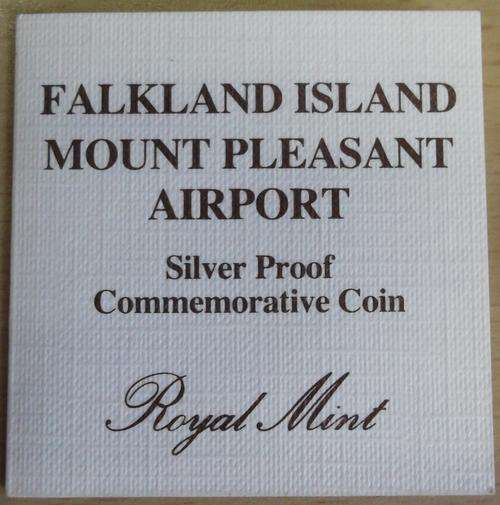 FALKLAND ISLAND
MOUNT PLEASANT
AIRPORT
Silver Proof
Commemorative Coin
Royal Mint